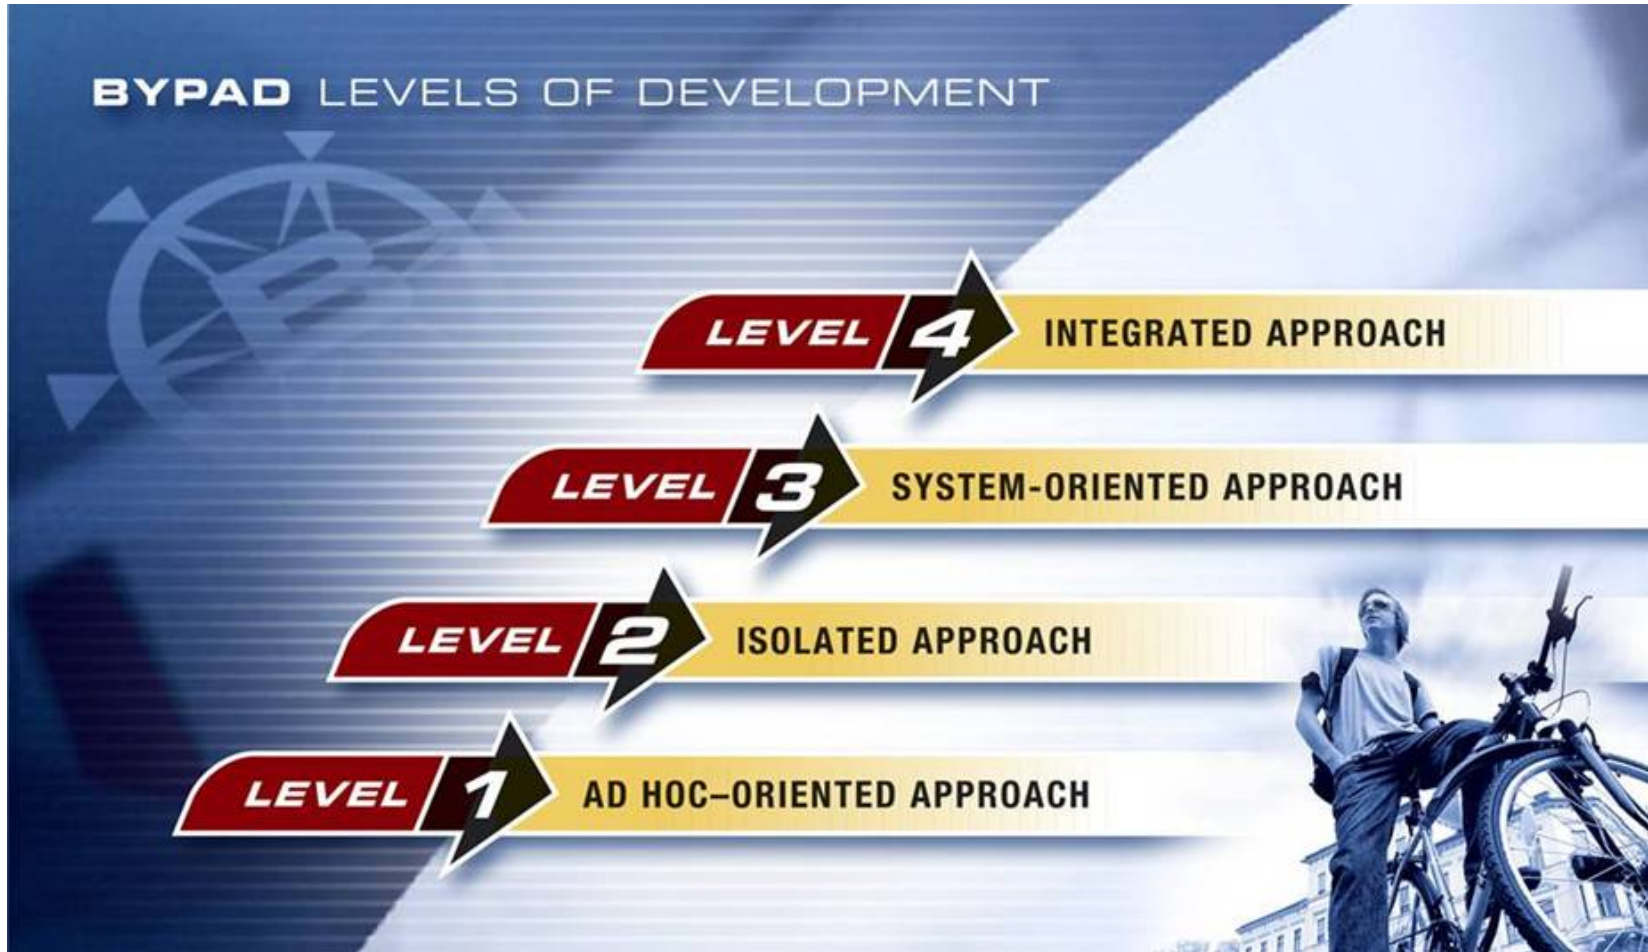 BYPAD LEVELS OF DEVELOPMENT
LEVEL 4 INTEGRATED APPROACH
LEVEL 3 SYSTEM-ORIENTED APPROACH
LEVEL 2 ISOLATED APPROACH
LEVEL 1 AD HOC–ORIENTED APPROACH